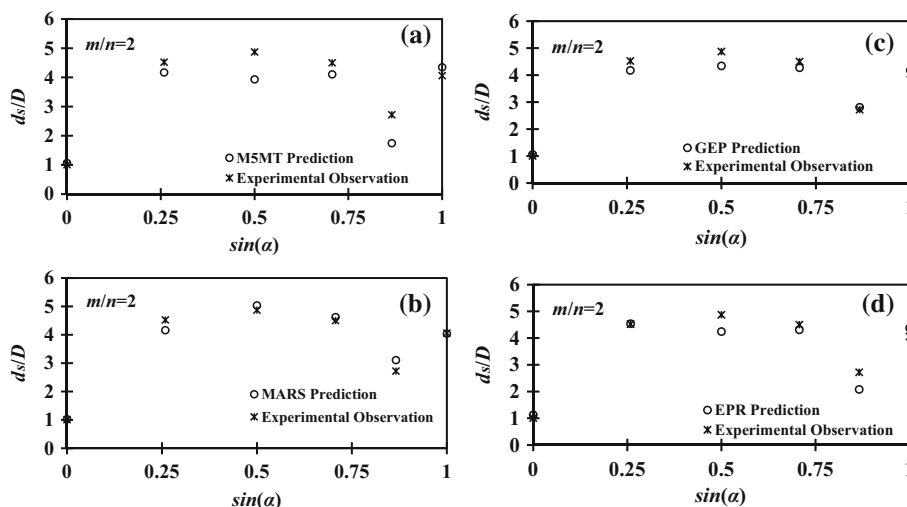 (a)
m/n=2
6
5
4
3
2
1
0
ds/D
M5MT Prediction
Experimental Observation
0 0.25 0.5 0.75 1
sin(α)
(c)
m/n=2
6
5
4
3
2
1
0
ds/D
GEP Prediction
Experimental Observation
0 0.25 0.5 0.75 1
sin(α)
(b)
m/n=2
6
5
4
3
2
1
0
ds/D
MARS Prediction
Experimental Observation
0 0.25 0.5 0.75 1
sin(α)
(d)
m/n=2
6
5
4
3
2
1
0
ds/D
EPR Prediction
Experimental Observation
0 0.25 0.5 0.75 1
sin(α)